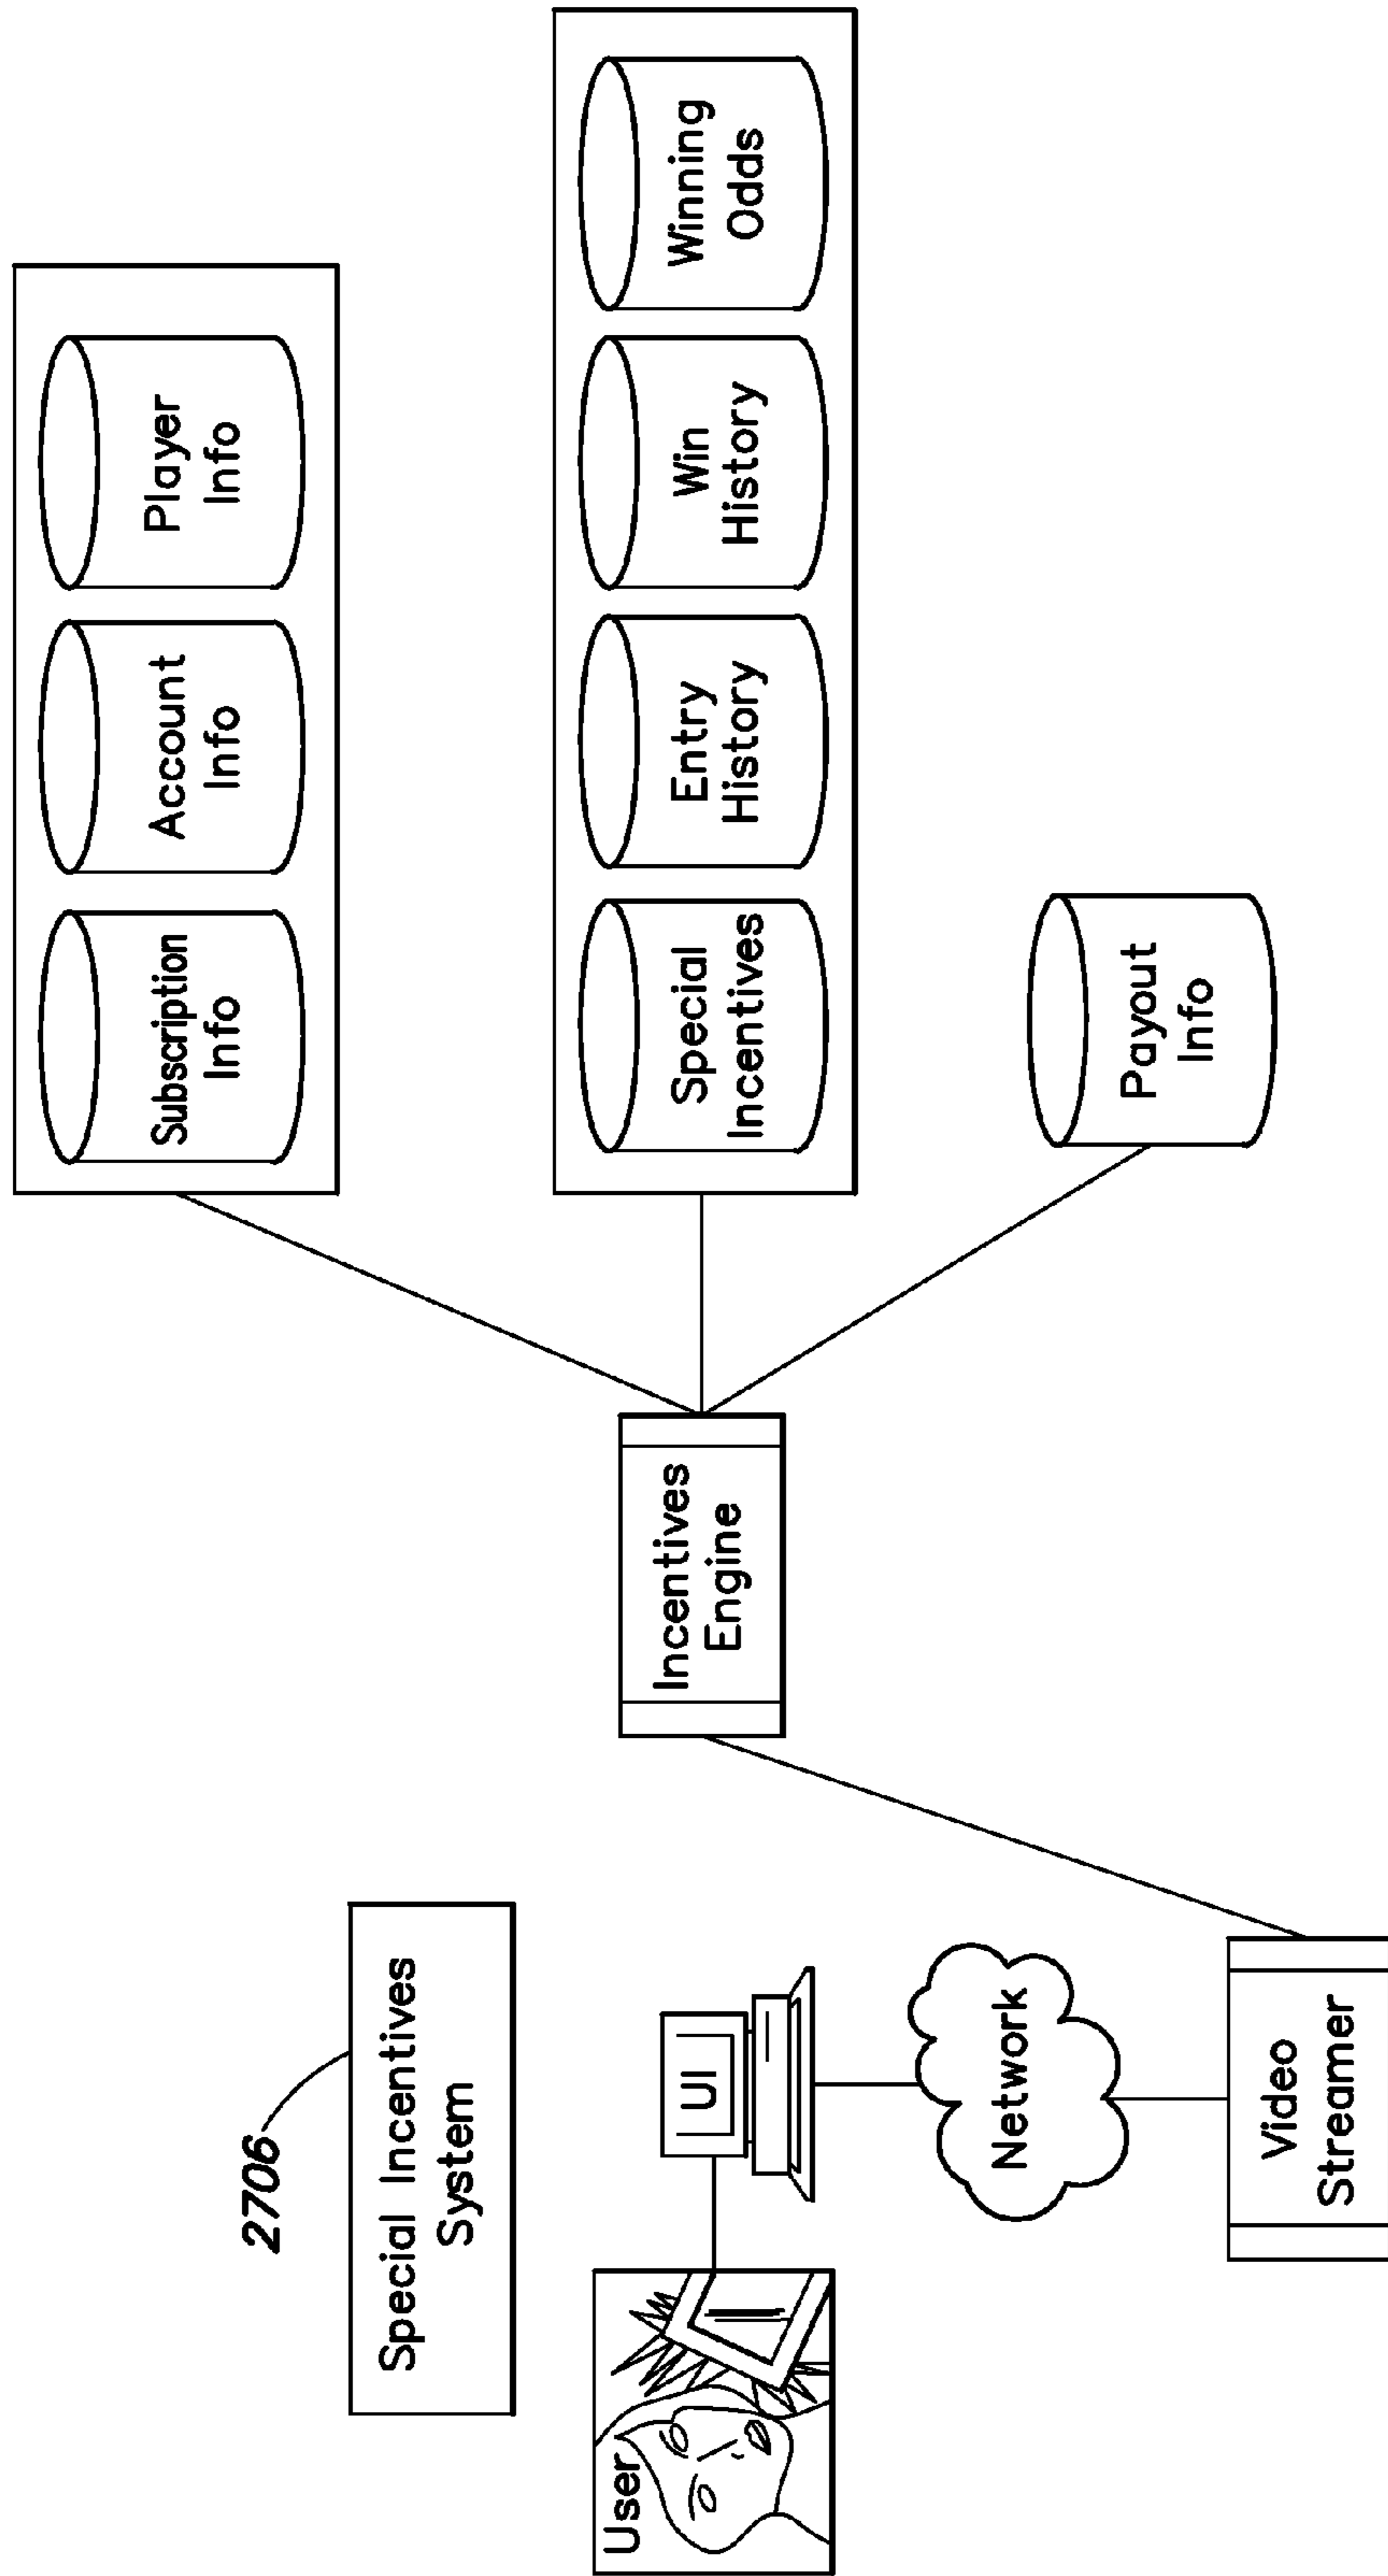 2706
Special Incentives
System
User
UI
Network
Video
Streamer
Incentives
Engine
Subscription
Info
Account
Info
Player
Info
Special
Incentives
Entry
History
Win
History
Winning
Odds
Payout
Info